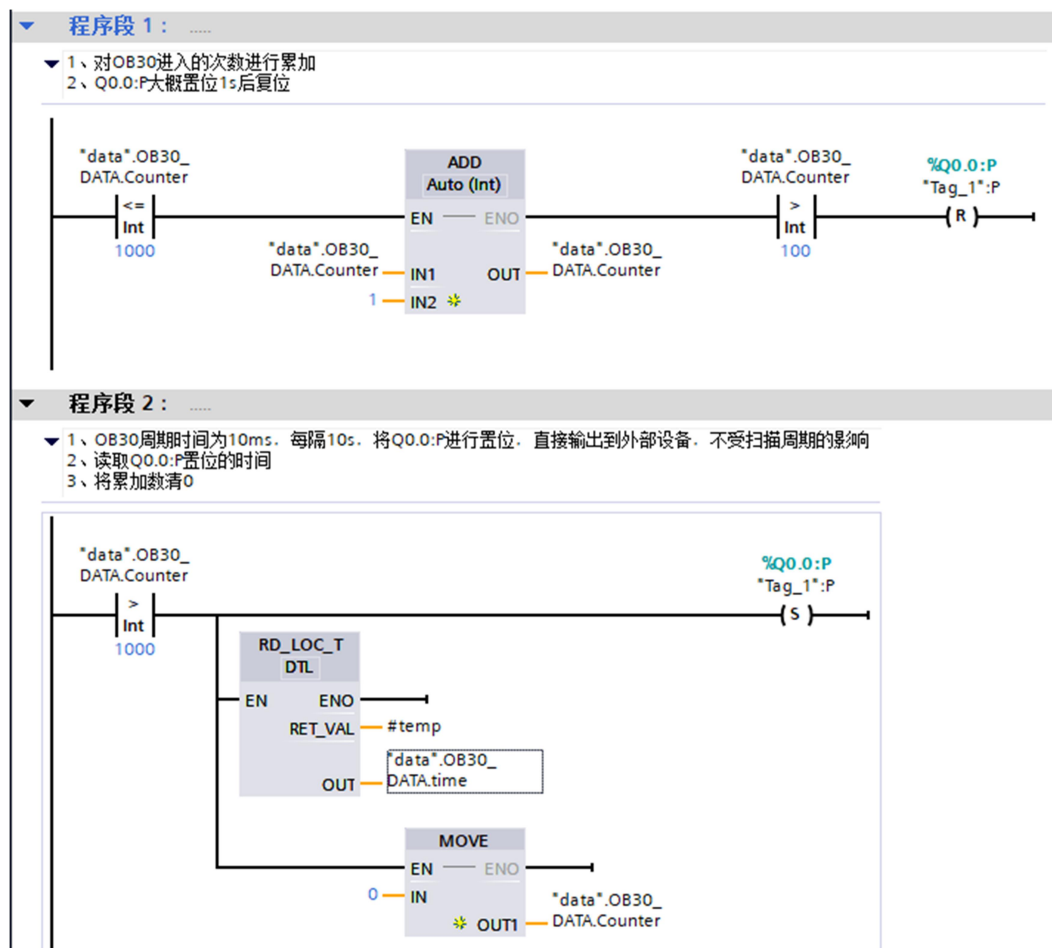 程序段 1： .....
1、对OB30进入的次数进行累加
2、Q0.0:P大概置位1s后复位
"data".OB30_
DATA.Counter
<=
Int
1000
ADD
Auto (Int)
EN
ENO
"data".OB30_
DATA.Counter
IN1
1
IN2
OUT
"data".OB30_
DATA.Counter
"data".OB30_
DATA.Counter
>
Int
100
%Q0.0:P
"Tag_1":P
R
程序段 2： .....
1、OB30周期时间为10ms．每隔10s．将Q0.0:P进行置位．直接输出到外部设备．不受扫描周期的影响
2、读取Q0.0:P置位的时间
3、将累加数清0
"data".OB30_
DATA.Counter
>
Int
1000
%Q0.0:P
"Tag_1":P
S
RD_LOC_T
DTL
EN
ENO
RET_VAL
#temp
OUT
"data".OB30_
DATA.time
MOVE
EN
ENO
0
IN
OUT1
"data".OB30_
DATA.Counter